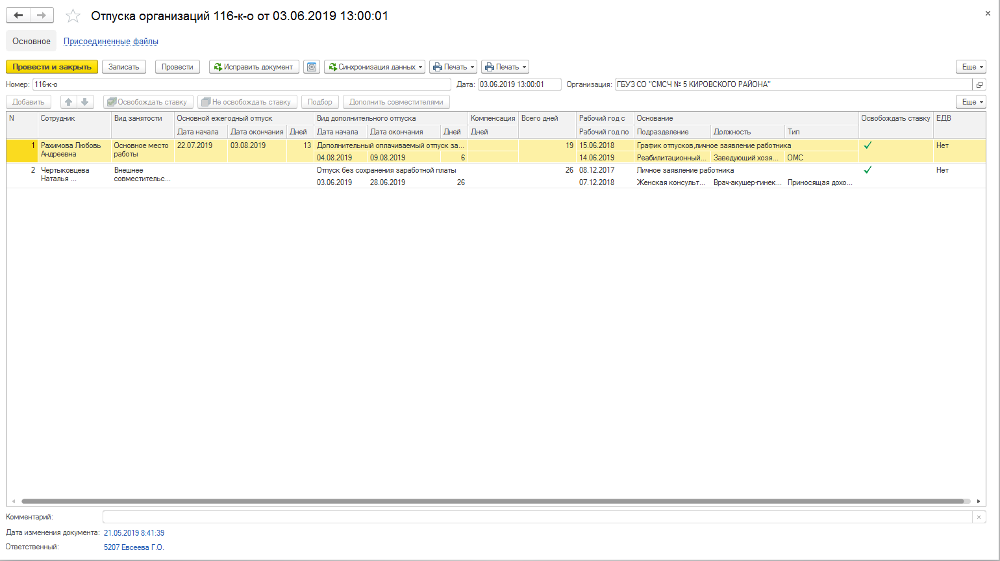 Отпуска организаций 116-к-о от 03.06.2019 13:00:01
Основное Присоединенные файлы
Провести и закрыть Записать Провести Исправить документ Синхронизация данных Печать Печать Еще
Номер: 116-к-о Дата: 03.06.2019 13:00:01 Организация: ГБУЗ СО "СМСЧ № 5 КИРОВСКОГО РАЙОНА"
Добавить Освобождать ставку Не освобождать ставку Подбор Дополнить совместителями Еще
N Сотрудник Вид занятости Основной ежегодный отпуск Вид дополнительного отпуска Компенсация Всего дней Рабочий год с Основание Освобождать ставку ЕДВ
Дата начала Дата окончания Дней Дата начала Дата окончания Дней Дней Рабочий год по Подразделение Должность Тип
1 Рахимова Любовь Основное место 22.07.2019 03.08.2019 13 Дополнительный оплачиваемый отпуск за... 19 15.06.2018 График отпусков,личное заявление работника Нет
Андреевна работы 04.08.2019 09.08.2019 6 14.06.2019 Реабилитационный... Заведующий хозя... ОМС
2 Чертыковцева Внешнее Отпуск без сохранения заработной платы 26 08.12.2017 Личное заявление работника Нет
Наталья ... совместительс... 03.06.2019 28.06.2019 26 07.12.2018 Женская консульт... Врач-акушер-гинек... Приносящая дохо...
Комментарий:
Дата изменения документа: 21.05.2019 8:41:39
Ответственный: 5207 Евсеева Г.О.